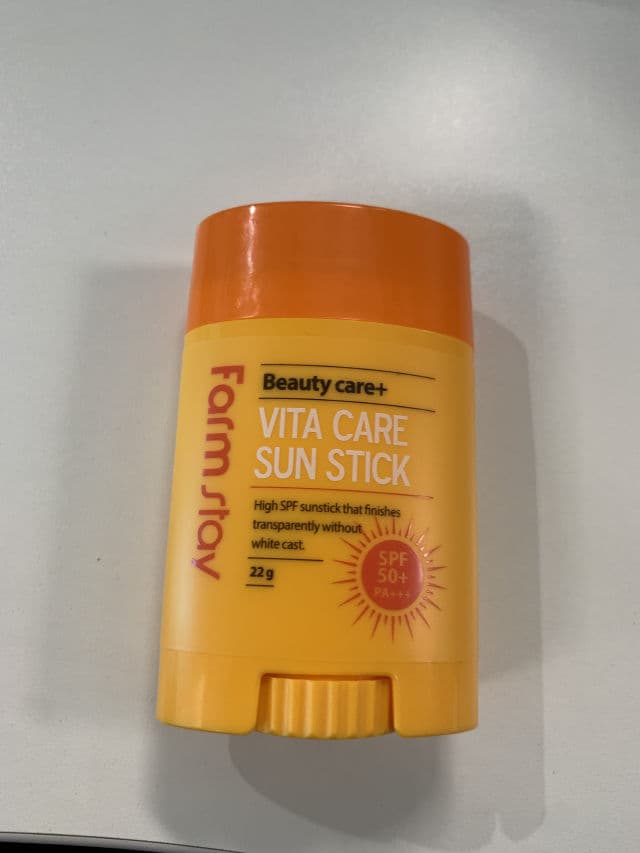 Farm stay
Beauty care+
VITA CARE
SUN STICK
High SPF sunstick that finishes
transparently without
white cast.
22 g
SPF
50+
PA+++